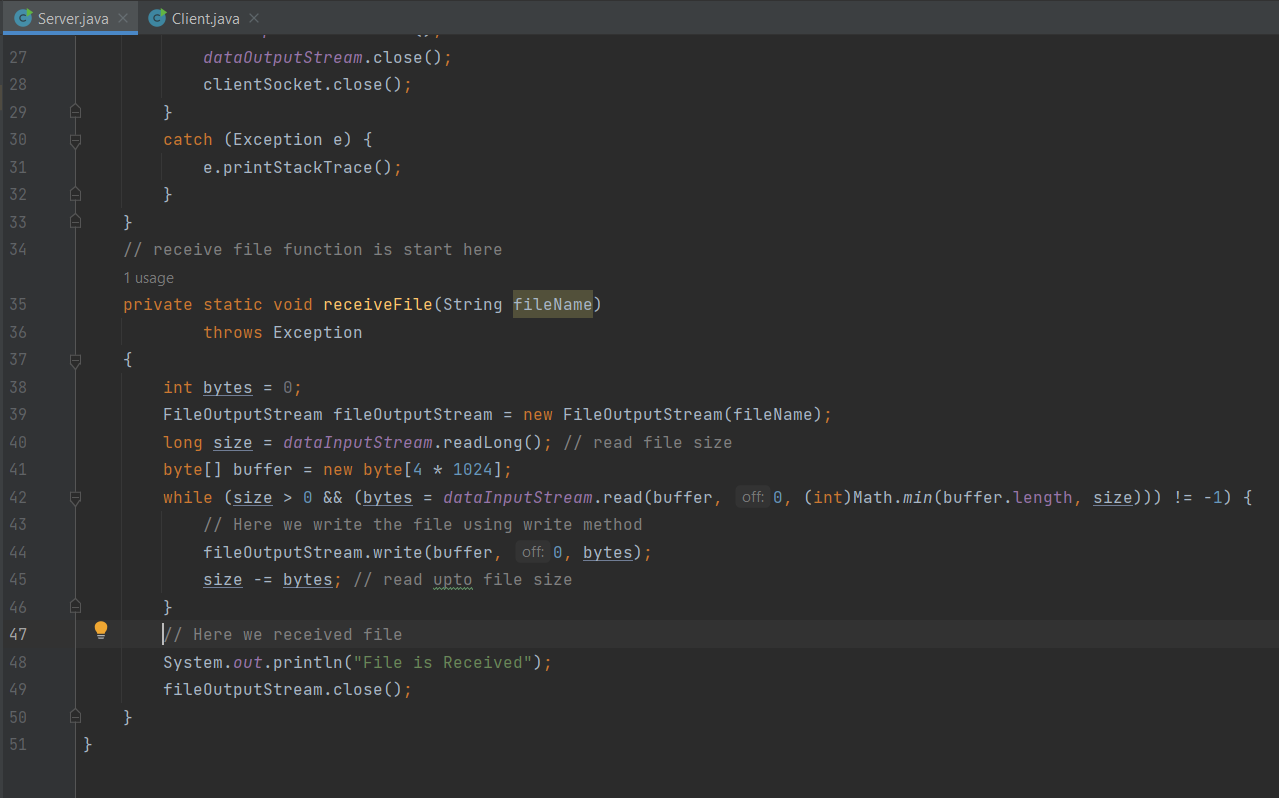 Server.java Client.java
27 dataOutputStream.close();
28 clientSocket.close();
29 }
30 catch (Exception e) {
31 e.printStackTrace();
32 }
33 }
34 // receive file function is start here
1 usage
35 private static void receiveFile(String fileName)
36 throws Exception
37 {
38 int bytes = 0;
39 FileOutputStream fileOutputStream = new FileOutputStream(fileName);
40 long size = dataInputStream.readLong(); // read file size
41 byte[] buffer = new byte[4 * 1024];
42 while (size > 0 && (bytes = dataInputStream.read(buffer, off: 0, (int)Math.min(buffer.length, size))) != -1) {
43 // Here we write the file using write method
44 fileOutputStream.write(buffer, off: 0, bytes);
45 size -= bytes; // read upto file size
46 }
47 // Here we received file
48 System.out.println("File is Received");
49 fileOutputStream.close();
50 }
51 }